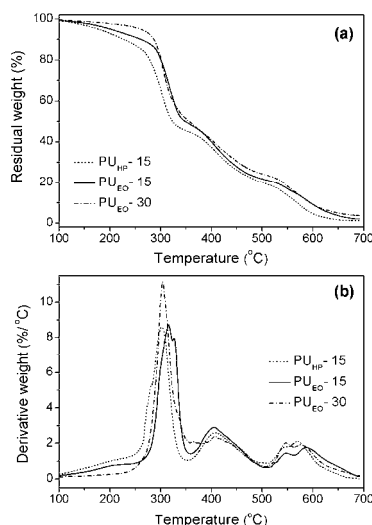 (a)
Residual weight (%)
100
80
60
40
20
0
PU_HP- 15
PU_EO- 15
PU_EO- 30
100 200 300 400 500 600 700
Temperature (°C)
(b)
Derivative weight (%/°C)
10
8
6
4
2
0
PU_HP- 15
PU_EO- 15
PU_EO- 30
100 200 300 400 500 600 700
Temperature (°C)